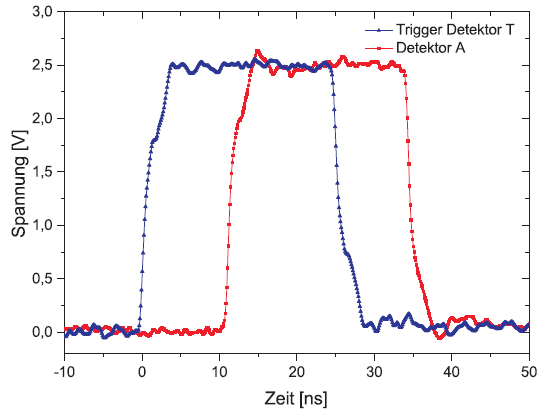 3,0
2,5
2,0
1,5
1,0
0,5
0,0
Spannung [V]
Trigger Detektor T
Detektor A
-10 0 10 20 30 40 50
Zeit [ns]